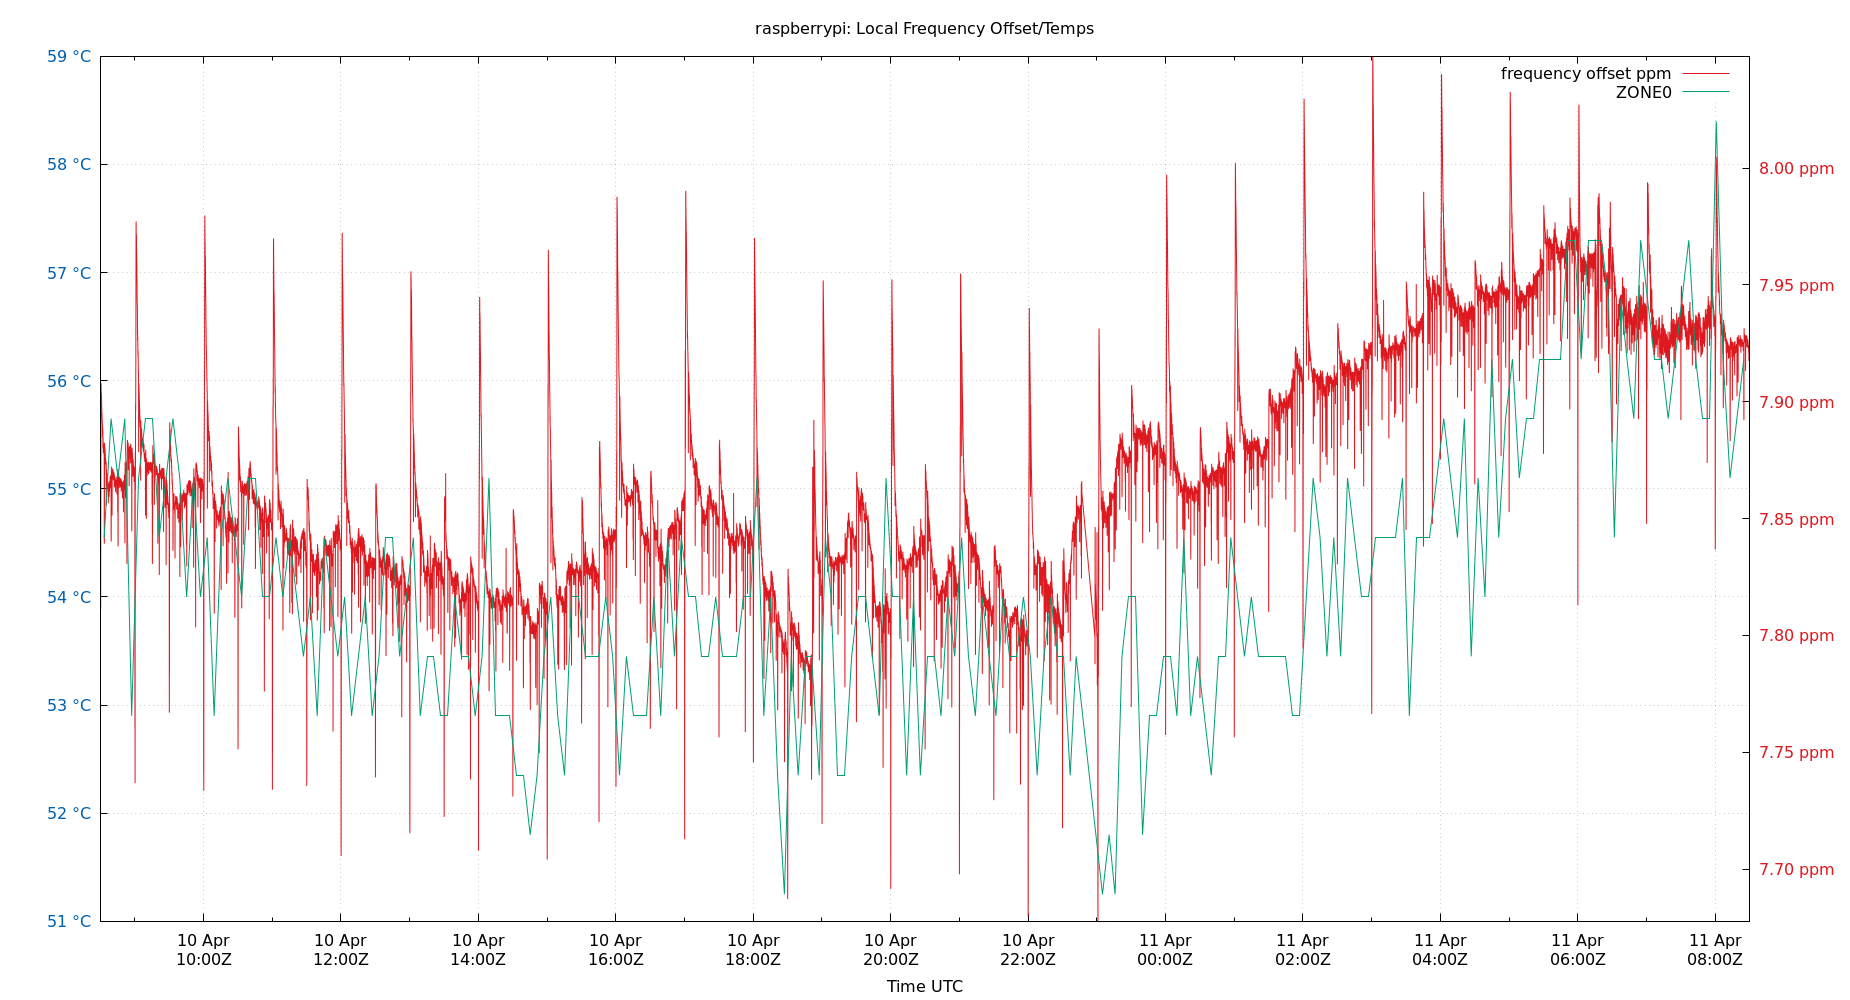 raspberrypi: Local Frequency Offset/Temps
59 °C
58 °C
57 °C
56 °C
55 °C
54 °C
53 °C
52 °C
51 °C
frequency offset ppm
ZONE0
8.00 ppm
7.95 ppm
7.90 ppm
7.85 ppm
7.80 ppm
7.75 ppm
7.70 ppm
10 Apr 10 Apr 10 Apr 10 Apr 10 Apr 10 Apr 10 Apr 11 Apr 11 Apr 11 Apr 11 Apr 11 Apr
10:00Z 12:00Z 14:00Z 16:00Z 18:00Z 20:00Z 22:00Z 00:00Z 02:00Z 04:00Z 06:00Z 08:00Z
Time UTC